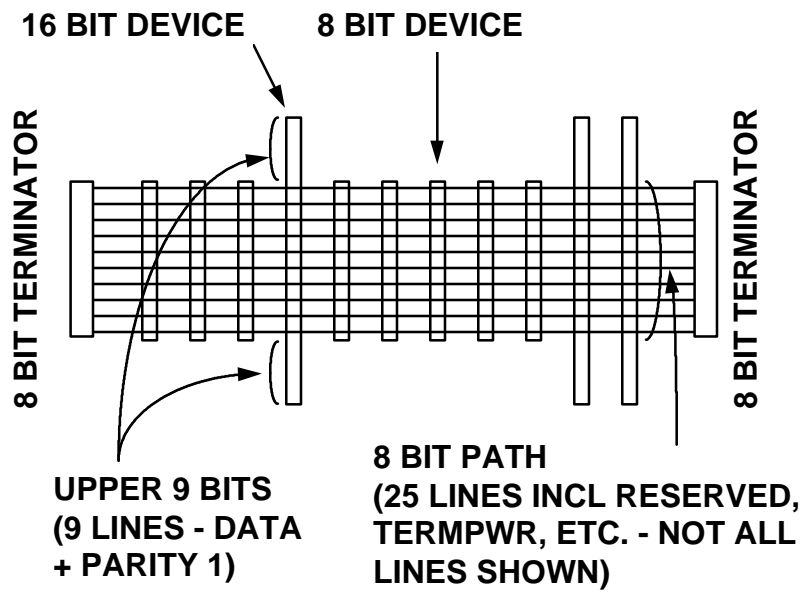 16 BIT DEVICE
8 BIT DEVICE
8 BIT TERMINATOR
8 BIT TERMINATOR
UPPER 9 BITS
(9 LINES - DATA
+ PARITY 1)
8 BIT PATH
(25 LINES INCL RESERVED,
TERMPWR, ETC. - NOT ALL
LINES SHOWN)